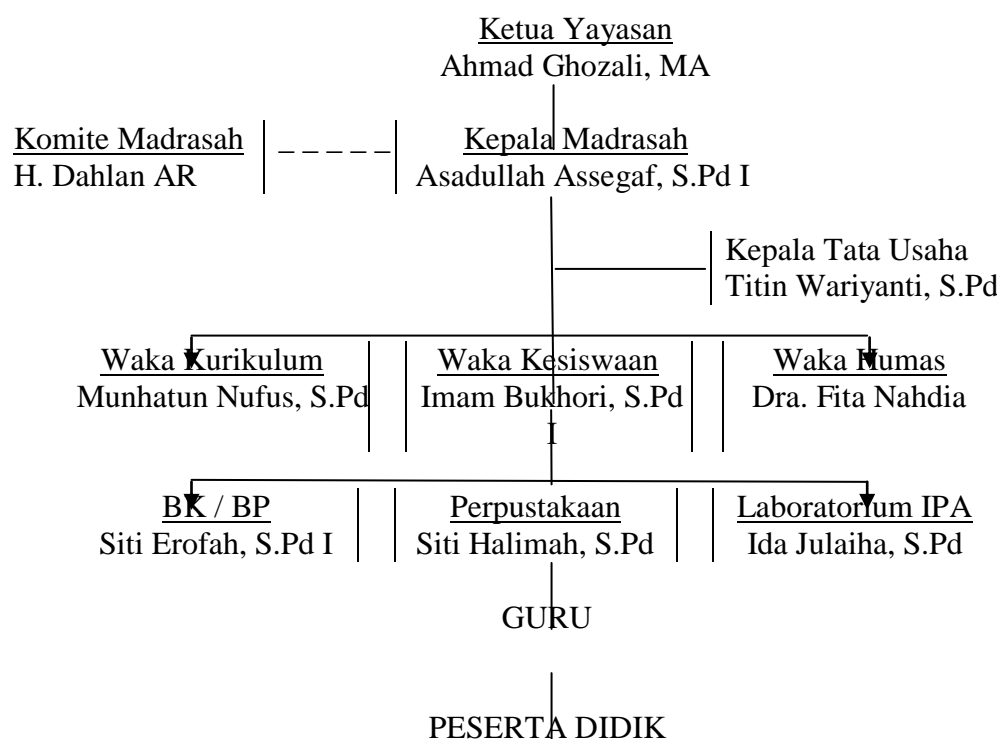 Ketua Yayasan
Ahmad Ghozali, MA
Komite Madrasah
H. Dahlan AR
Kepala Madrasah
Asadullah Assegaf, S.Pd I
Kepala Tata Usaha
Titin Wariyanti, S.Pd
Waka Kurikulum
Munhatun Nufus, S.Pd
Waka Kesiswaan
Imam Bukhori, S.Pd
I
Waka Humas
Dra. Fita Nahdia
BK / BP
Siti Erofah, S.Pd I
Perpustakaan
Siti Halimah, S.Pd
Laboratorium IPA
Ida Julaiha, S.Pd
GURU
PESERTA DIDIK